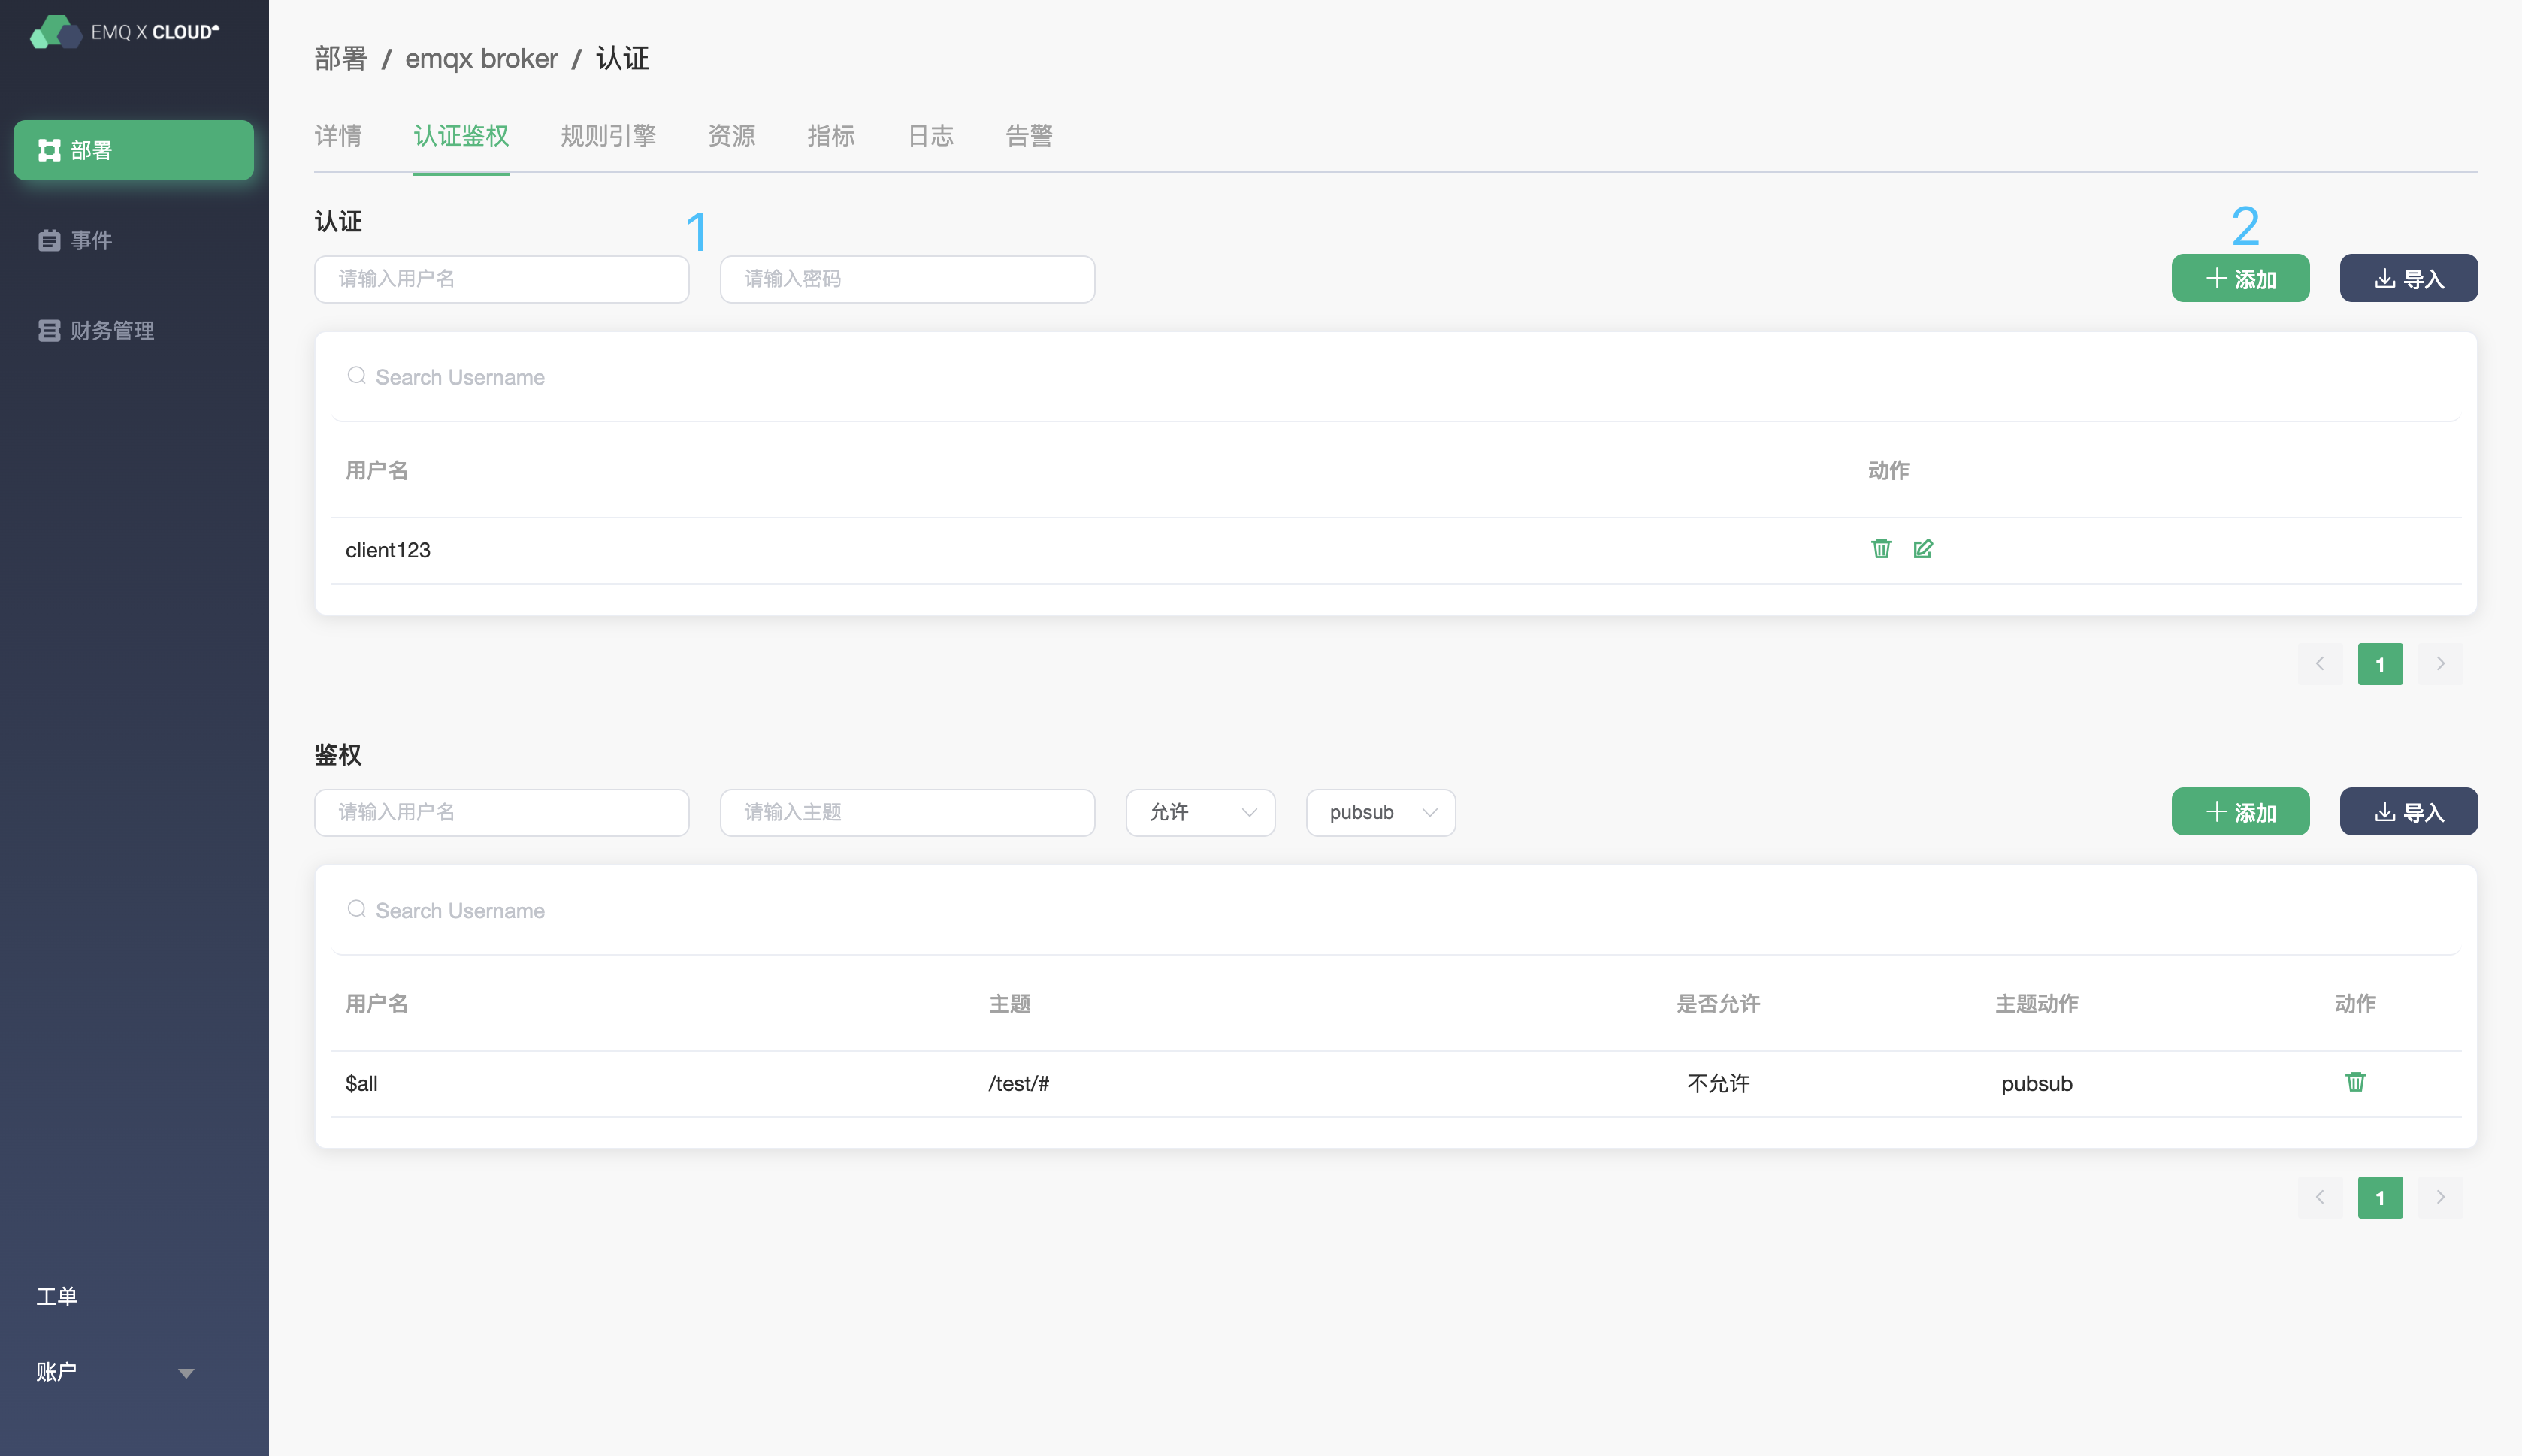 EMQ X CLOUD
部署
事件
财务管理
工单
账户
部署 / emqx broker / 认证
详情 认证鉴权 规则引擎 资源 指标 日志 告警
认证
1
2
请输入用户名 请输入密码 添加 导入
Search Username
用户名 动作
client123
1
鉴权
请输入用户名 请输入主题 允许 pubsub 添加 导入
Search Username
用户名 主题 是否允许 主题动作 动作
$all /test/# 不允许 pubsub
1